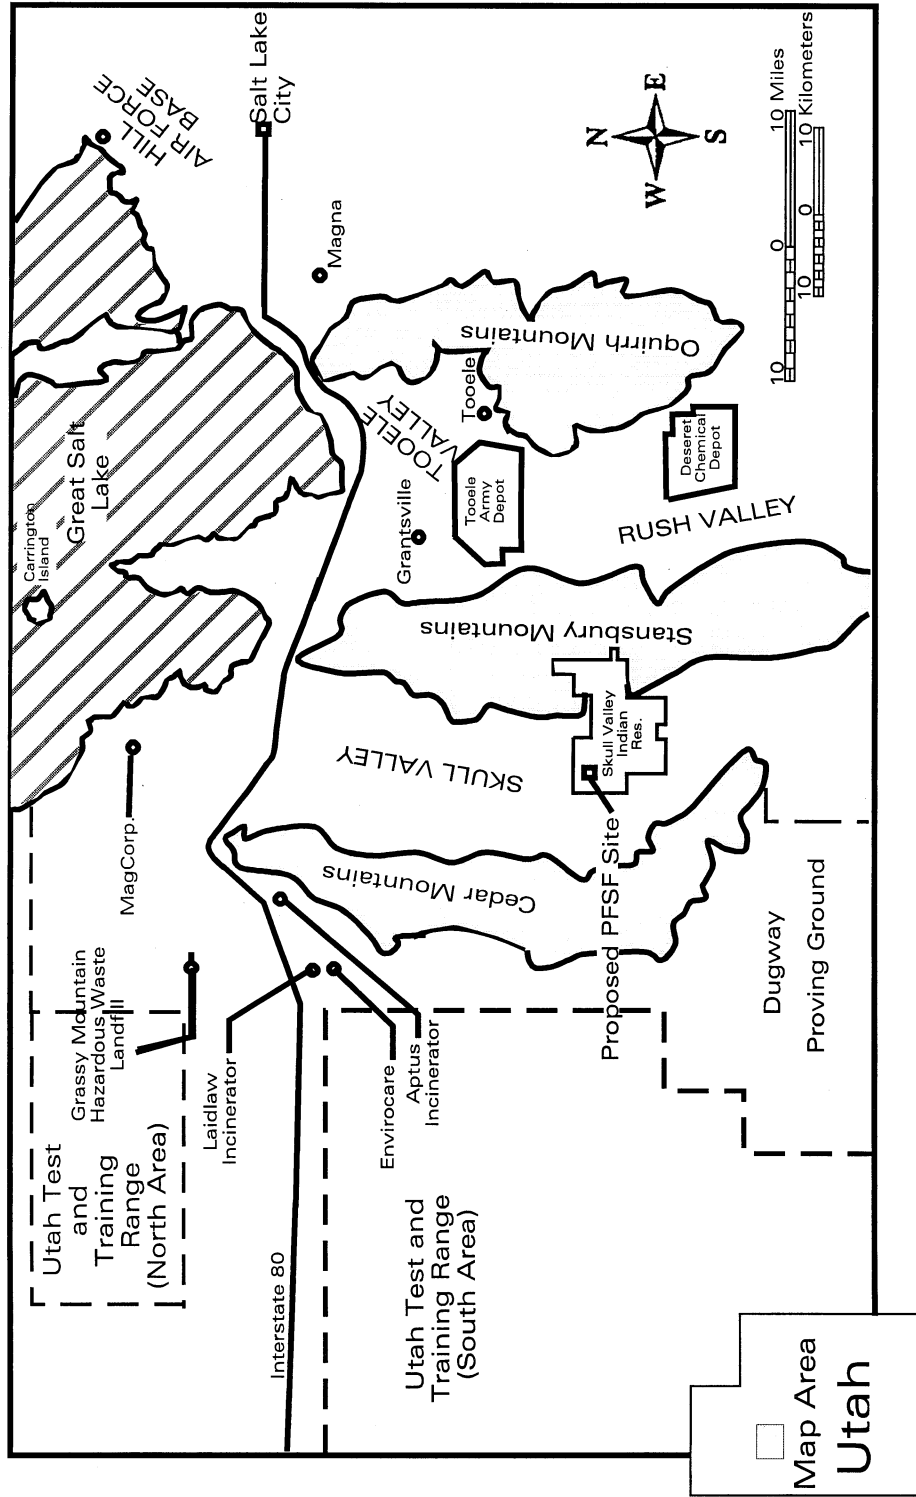 Carrington
Island
Great Salt
Lake
HILL
AIR FORCE
BASE
Salt Lake
City
Magna
MagCorp.
Grassy Mountain
Hazardous Waste
Landfill
Utah Test
and
Training
Range
(North Area)
Laidlaw
Incinerator
Envirocare
Aptus
Incinerator
Interstate 80
Utah Test and
Training Range
(South Area)
Cedar Mountains
SKULL VALLEY
Stansbury Mountains
Skull Valley
Indian
Res.
Proposed PFSF Site
Dugway
Proving Ground
Grantsville
TOOELE
VALLEY
Tooele
Tooele
Army
Depot
Oquirrh Mountains
RUSH VALLEY
Deseret
Chemical
Depot
N
W
E
S
10
0
10 Miles
10
0
10 Kilometers
Map Area
Utah